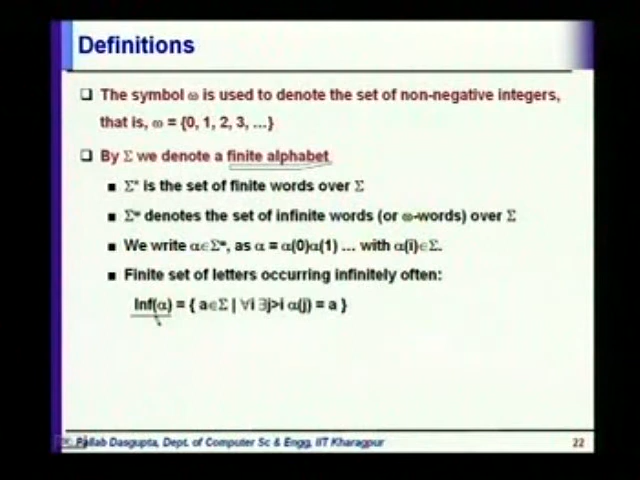 Definitions
❑ The symbol ω is used to denote the set of non-negative integers,
that is, ω = {0, 1, 2, 3, …}
❑ By Σ we denote a finite alphabet
■ Σ* is the set of finite words over Σ
■ Σω denotes the set of infinite words (or ω-words) over Σ
■ We write α∈Σω, as α = α(0)α(1) … with α(i)∈Σ.
■ Finite set of letters occurring infinitely often:
Inf(α) = { a∈Σ | ∀i ∃j>i α(j) = a }
Pallab Dasgupta, Dept. of Computer Sc & Engg, IIT Kharagpur
22